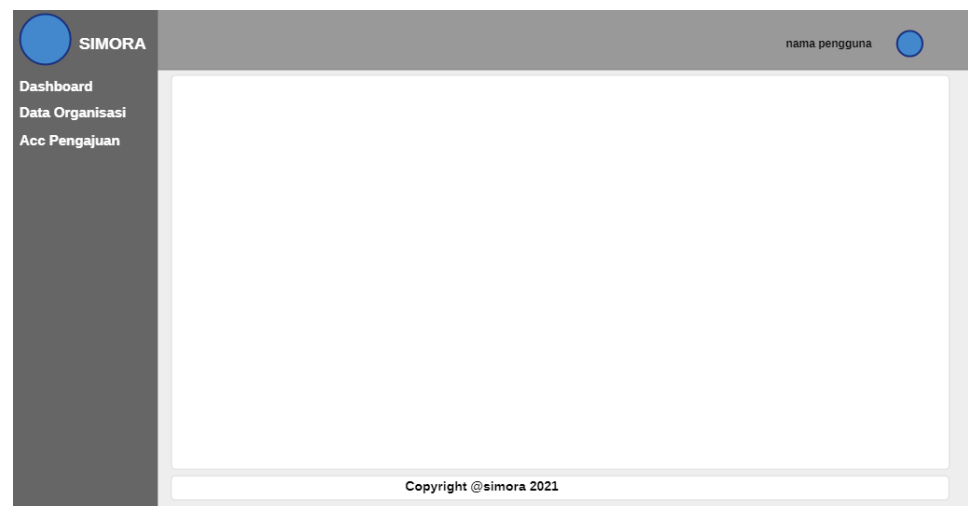 SIMORA
nama pengguna
Dashboard
Data Organisasi
Acc Pengajuan
Copyright @simora 2021